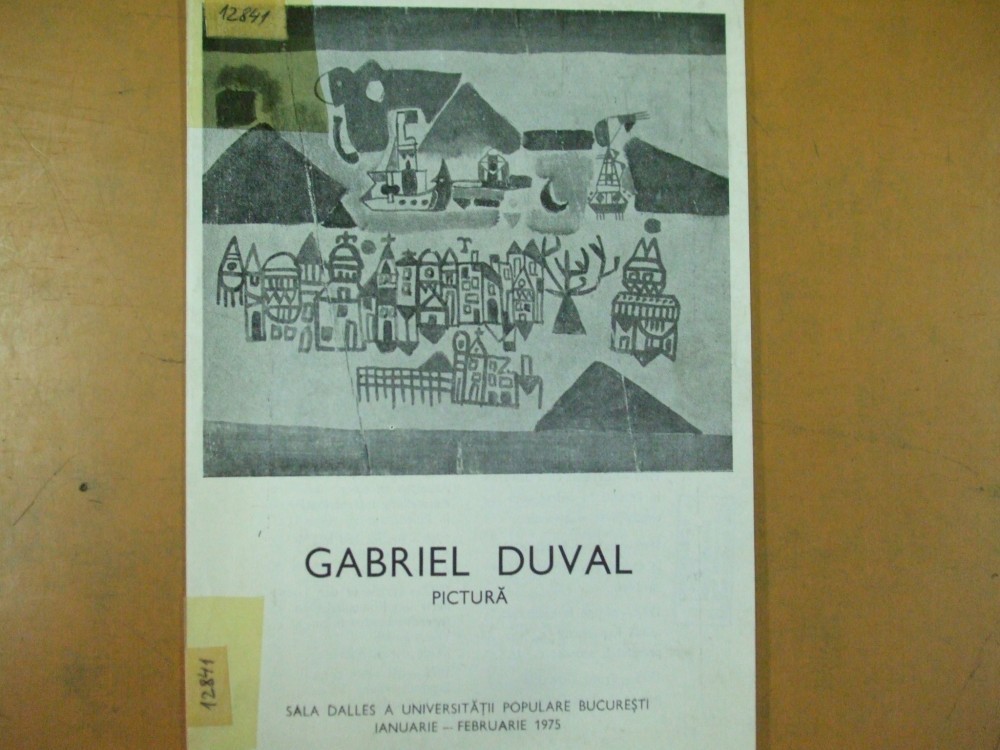 12841
GABRIEL DUVAL
PICTURĂ
12841
SALA DALLES A UNIVERSITĂȚII POPULARE BUCUREȘTI
IANUARIE — FEBRUARIE 1975